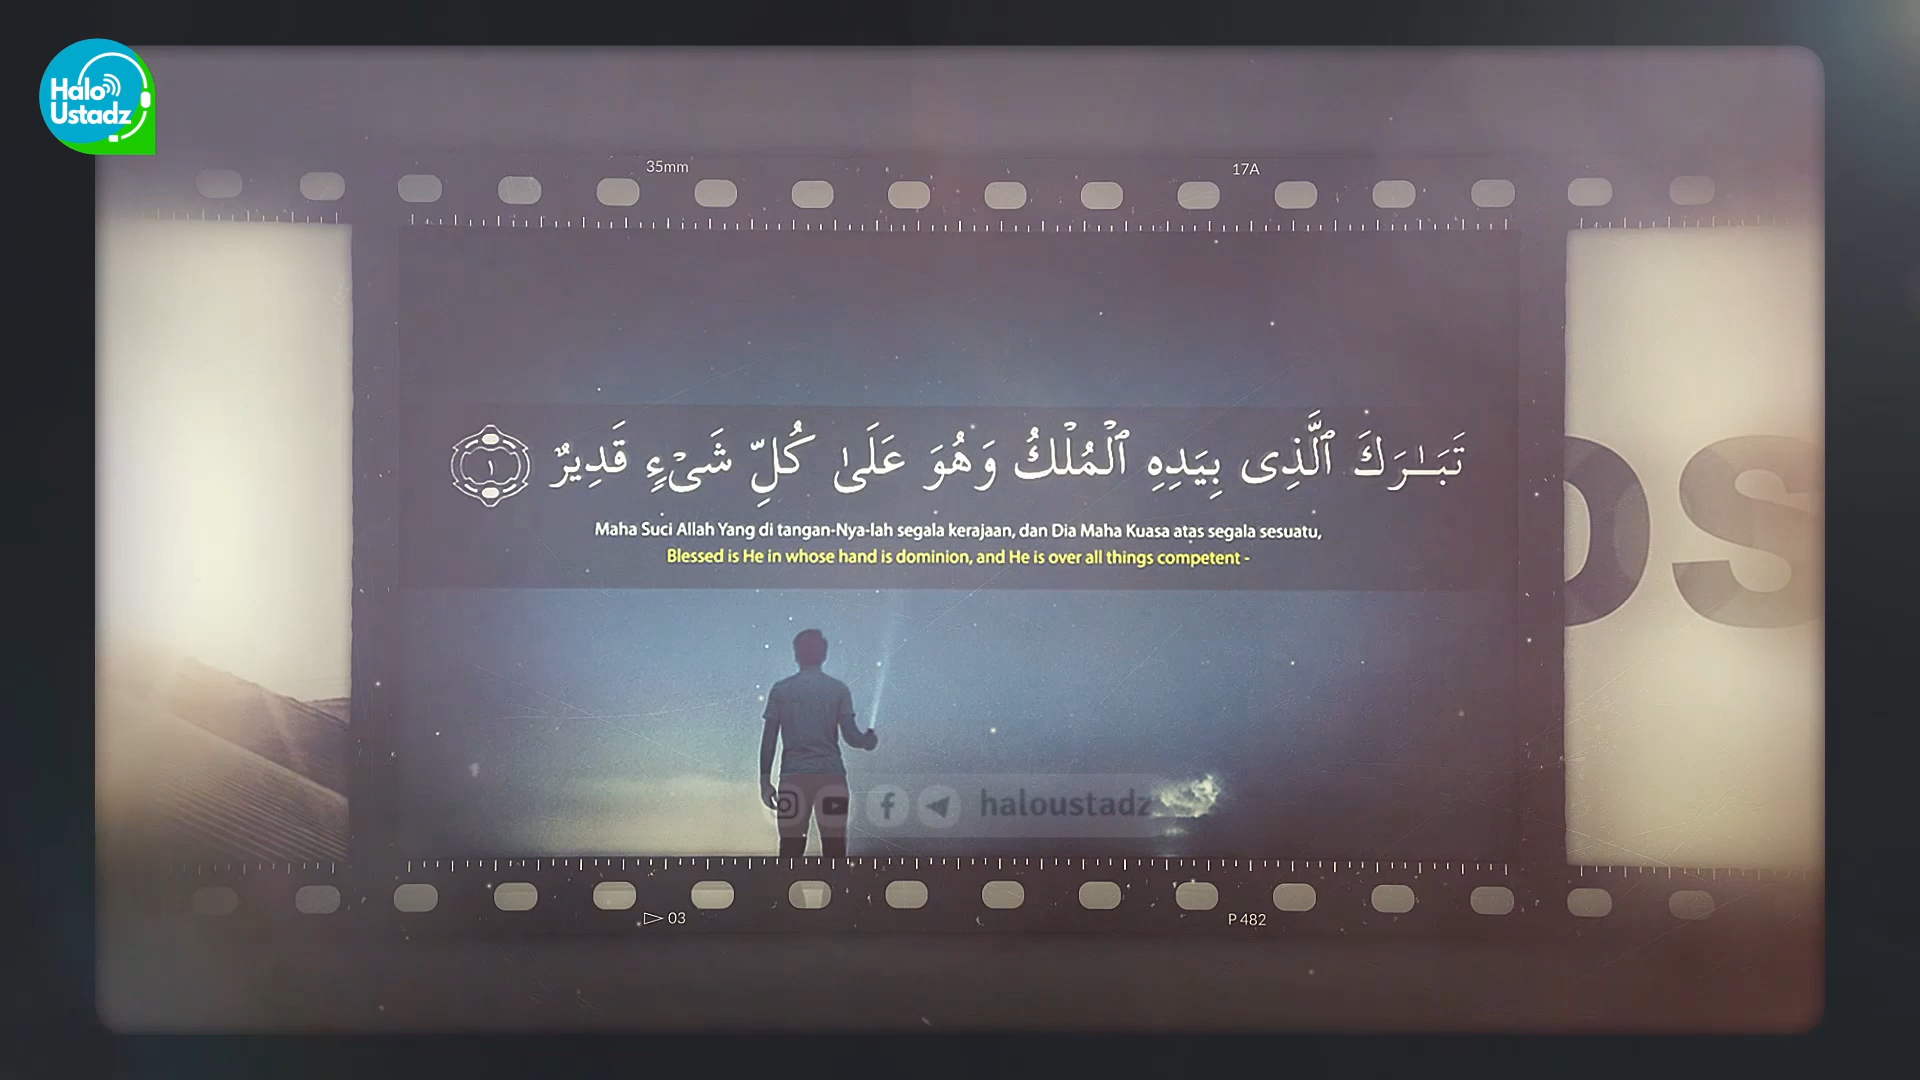 Halo
Ustadz
35mm
17A
تَبَـٰرَكَ ٱلَّذِى بِيَدِهِ ٱلْمُلْكُ وَهُوَ عَلَىٰ كُلِّ شَىْءٍ قَدِيرٌ ١
Maha Suci Allah Yang di tangan-Nya-lah segala kerajaan, dan Dia Maha Kuasa atas segala sesuatu,
Blessed is He in whose hand is dominion, and He is over all things competent -
os
haloustadz
03
P 482